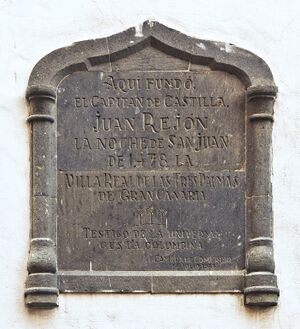 AQUI FUNDÓ,
EL CAPITAN DE CASTILLA,
JUAN REJÓN
LA NOCHE DE SAN JUAN
DE 1478 LA
VILLA REAL DE LAS TRES PALMAS
DE GRAN CANARIA
TESTIGO DE LA UNIVERSAL
GESTA COLOMBINA